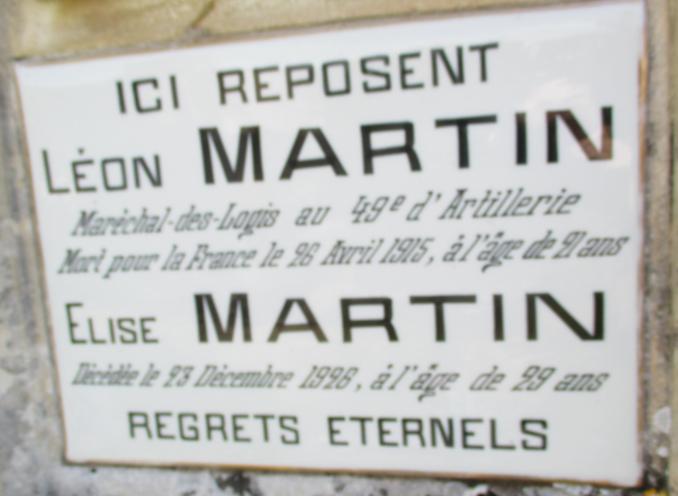 ICI REPOSENT
LÉON MARTIN
Maréchal-des-Logis au 49e d'Artillerie
Mort pour la France le 26 Avril 1915, à l'âge de 21 ans
ELISE MARTIN
Décédée le 23 Décembre 1926, à l'âge de 29 ans
REGRETS ETERNELS